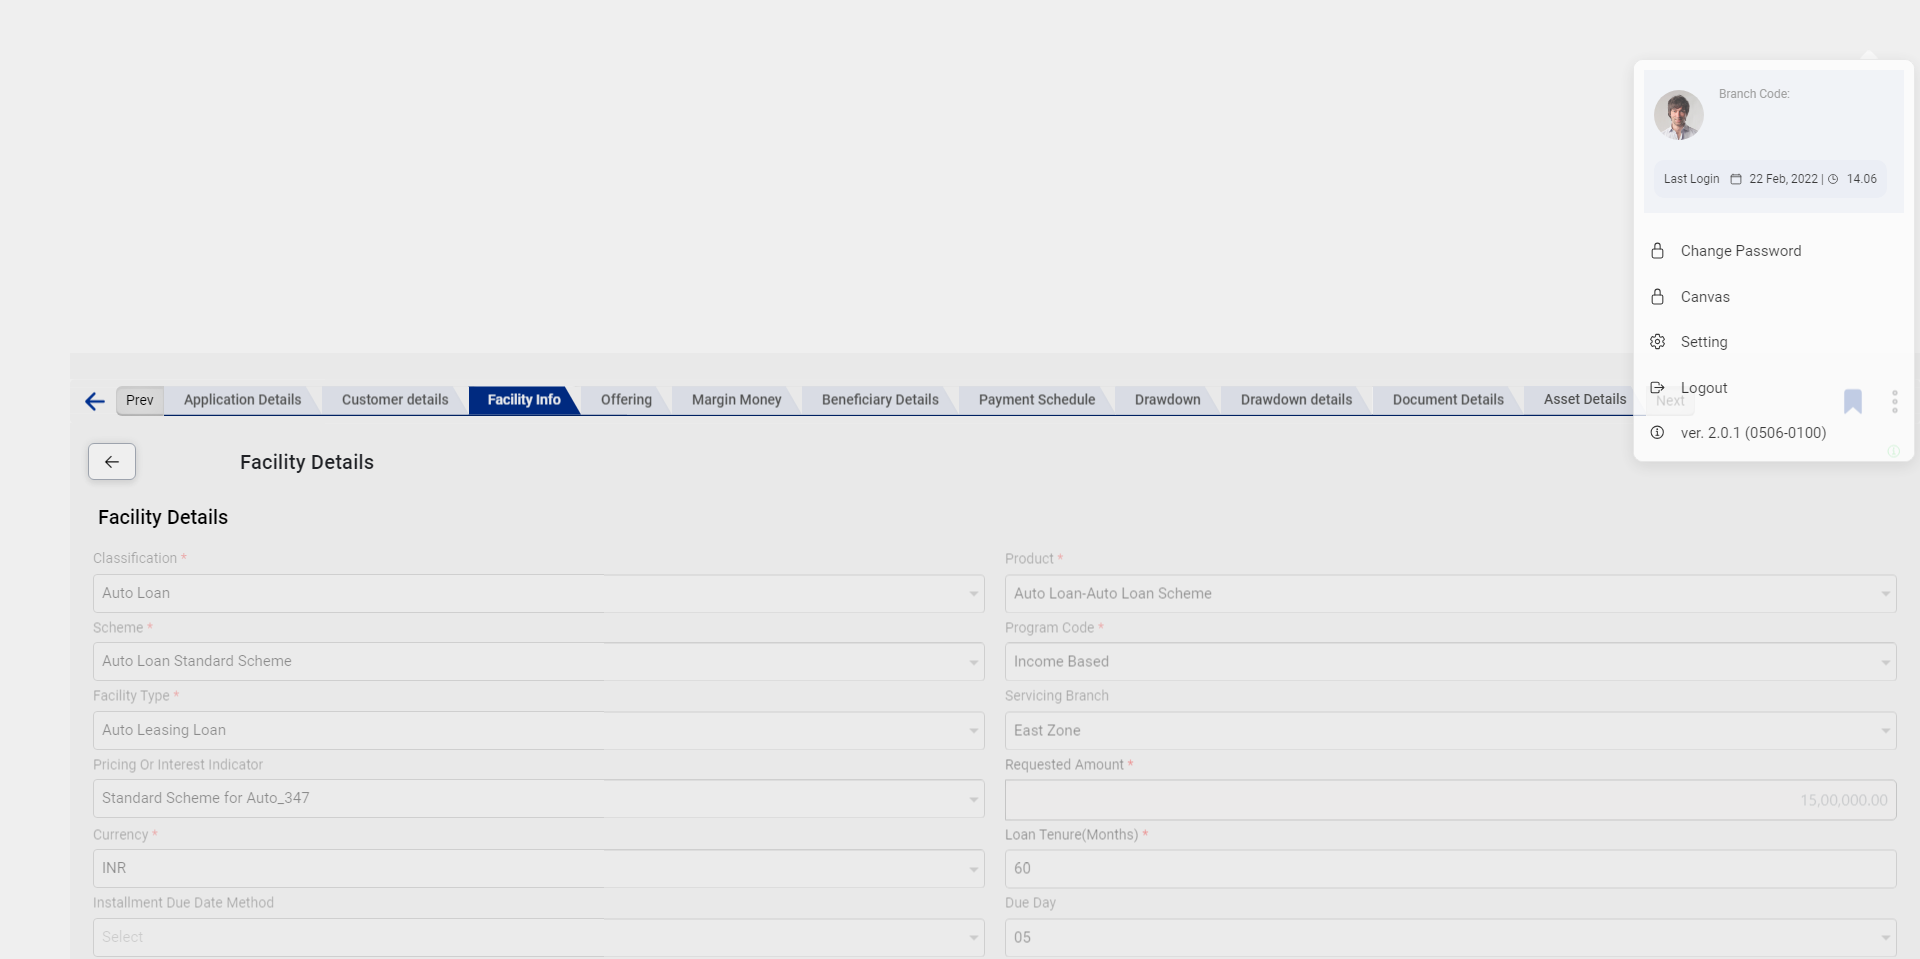 Branch Code:
Last Login 22 Feb, 2022 | 14.06
Change Password
Canvas
Setting
Logout
ver. 2.0.1 (0506-0100)
Prev Application Details Customer details Facility Info Offering Margin Money Beneficiary Details Payment Schedule Drawdown Drawdown details Document Details Asset Details Next
Facility Details
Facility Details
Classification * Product *
Auto Loan Auto Loan-Auto Loan Scheme
Scheme * Program Code *
Auto Loan Standard Scheme Income Based
Facility Type * Servicing Branch
Auto Leasing Loan East Zone
Pricing Or Interest Indicator Requested Amount *
Standard Scheme for Auto_347 15,00,000.00
Currency * Loan Tenure(Months) *
INR 60
Installment Due Date Method Due Day
Select 05